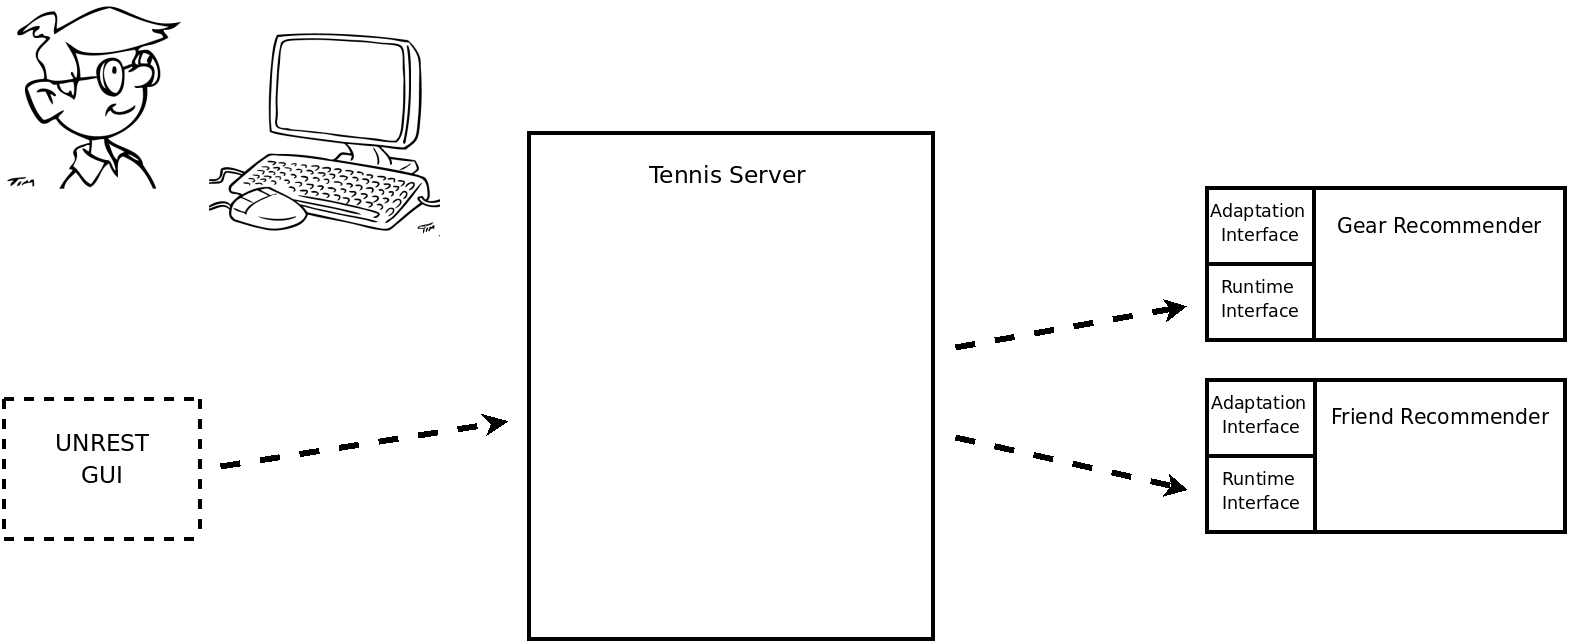 TIM
TIM
Tennis Server
Adaptation
Interface
Gear Recommender
Runtime
Interface
Adaptation
Interface
Friend Recommender
Runtime
Interface
UNREST
GUI